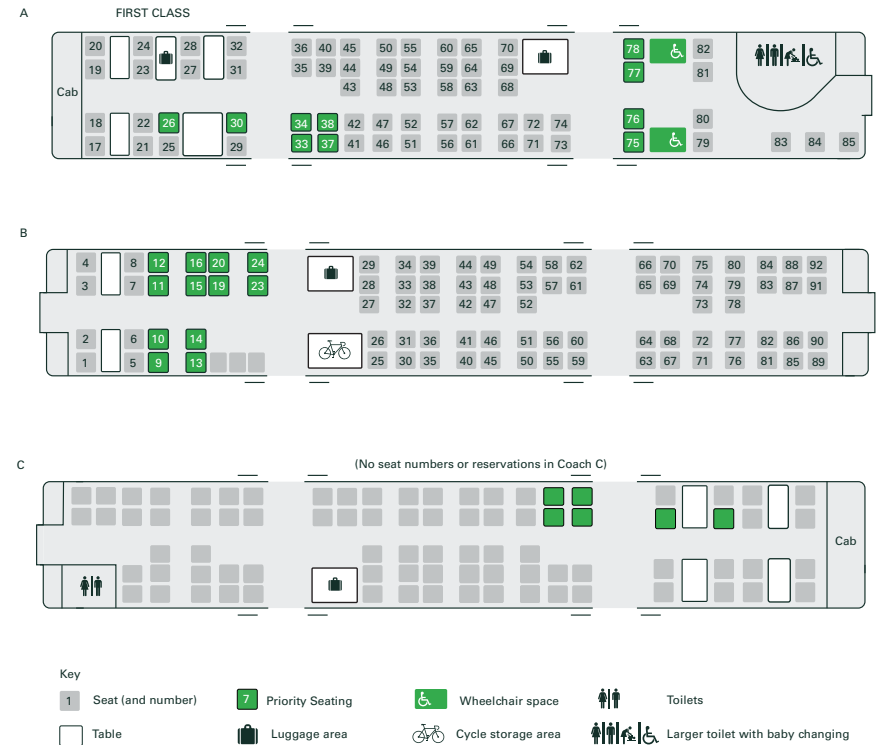 A
FIRST CLASS
20 24 28 32 36 40 45 50 55 60 65 70 78 82
19 23 27 31 35 39 44 49 54 59 64 69 77 81
43 48 53 58 63 68
Cab
18 22 26 30 34 38 42 47 52 57 62 67 72 74 76 80
17 21 25 29 33 37 41 46 51 56 61 66 71 73 75 79 83 84 85
B
4 8 12 16 20 24 29 34 39 44 49 54 58 62 66 70 75 80 84 88 92
3 7 11 15 19 23 28 33 38 43 48 53 57 61 65 69 74 79 83 87 91
27 32 37 42 47 52 73 78
2 6 10 14 26 31 36 41 46 51 56 60 64 68 72 77 82 86 90
1 5 9 13 25 30 35 40 45 50 55 59 63 67 71 76 81 85 89
C
(No seat numbers or reservations in Coach C)
Cab
Key
1 Seat (and number) 7 Priority Seating Wheelchair space Toilets
Table Luggage area Cycle storage area Larger toilet with baby changing